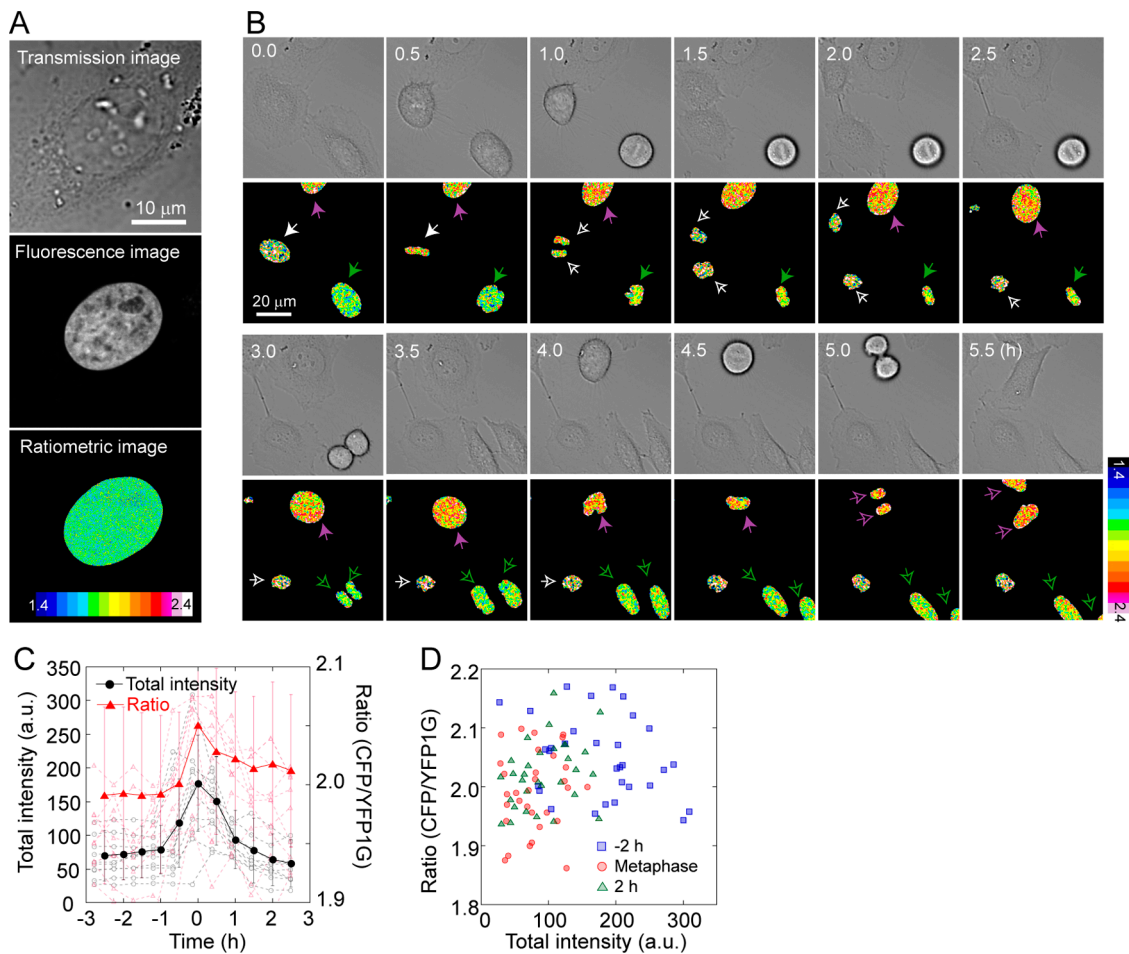 A
Transmission image
10 μm
Fluorescence image
Ratiometric image
1.4 2.4
B
0.0 0.5 1.0 1.5 2.0 2.5
20 μm
3.0 3.5 4.0 4.5 5.0 5.5 (h)
1.4
2.4
C
Total intensity (a.u.)
350
300
250
200
150
100
50
0
Total intensity
Ratio
2.1
2.0
1.9
Ratio (CFP/YFP1G)
-3 -2 -1 0 1 2 3
Time (h)
D
Ratio (CFP/YFP1G)
2.2
2.1
2.0
1.9
1.8
-2 h
Metaphase
2 h
0 100 200 300
Total intensity (a.u.)